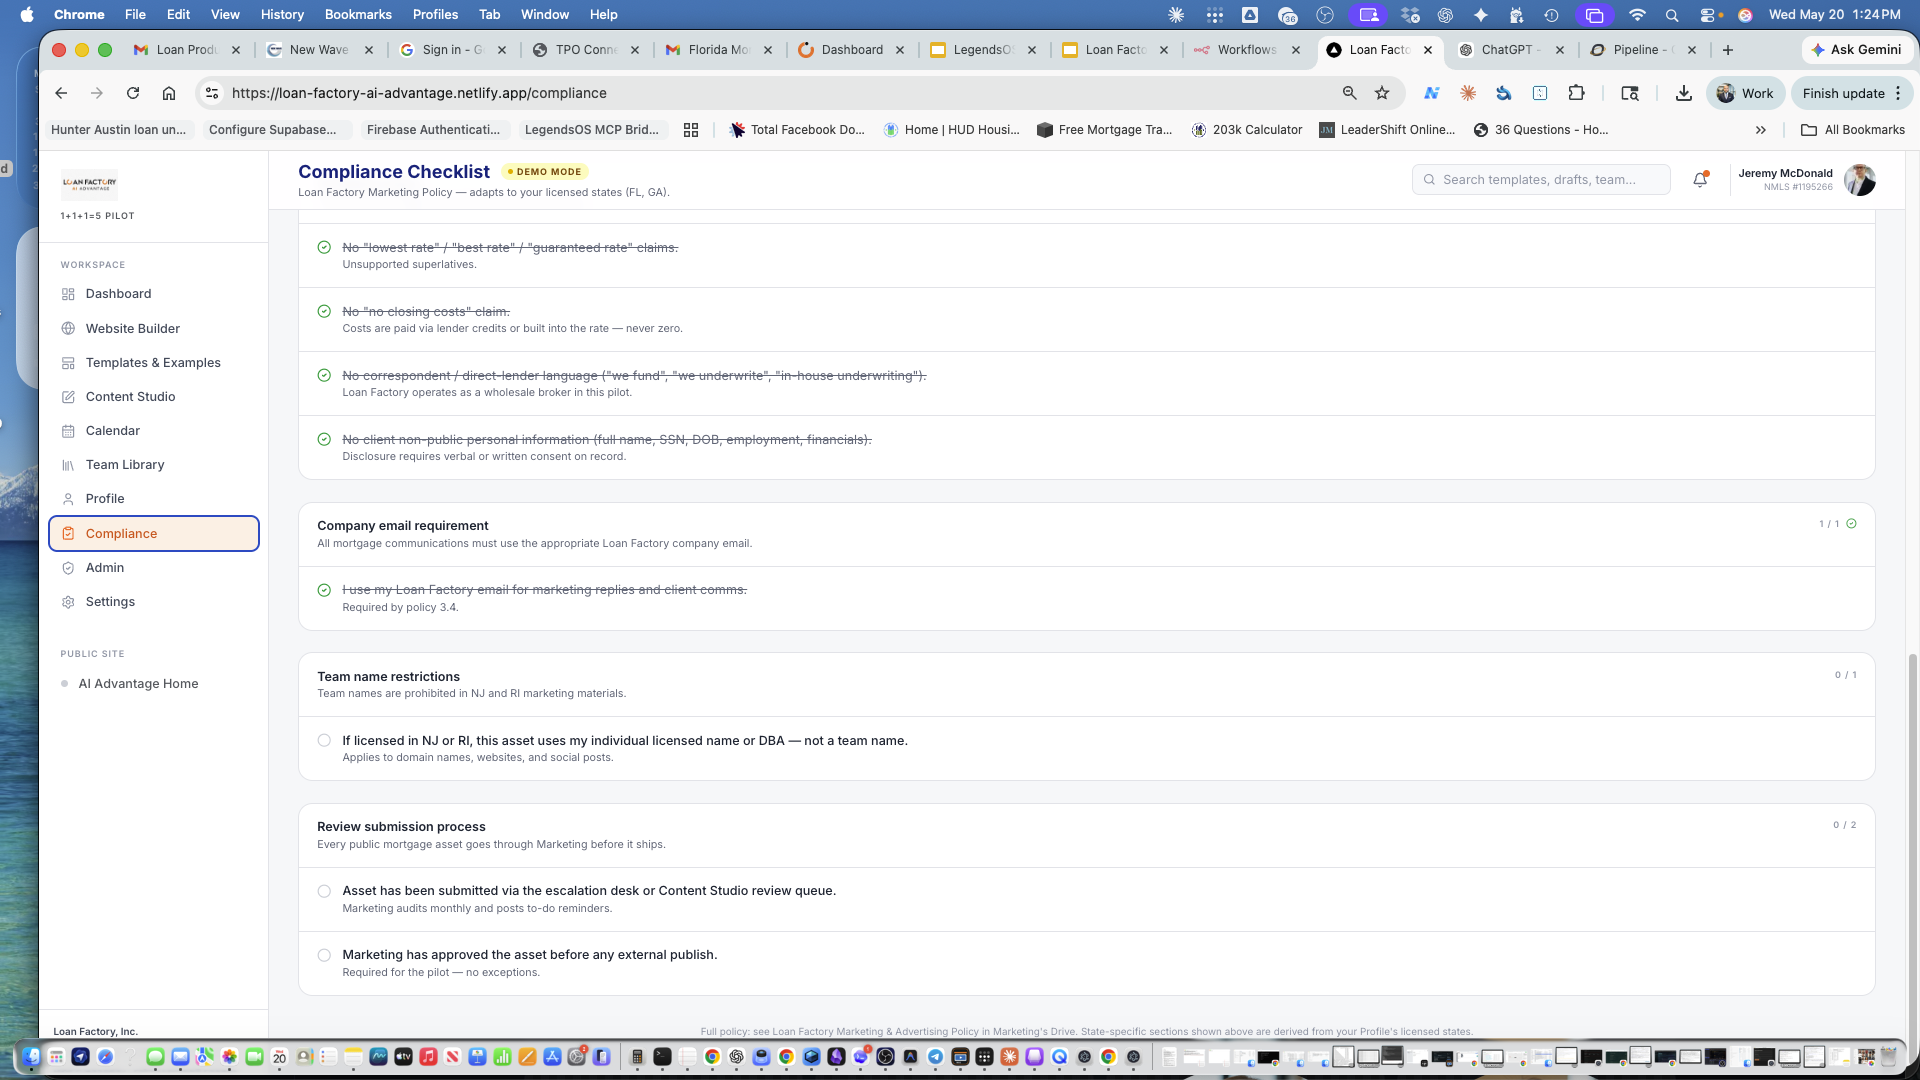 Chrome File Edit View History Bookmarks Profiles Tab Window Help
36
Wed May 20 1:24 PM
Loan Produ
New Wave
Sign in - G
TPO Conne
Florida Mo
Dashboard
LegendsOS
Loan Facto
Workflows
Loan Facto
ChatGPT -
Pipeline -
Ask Gemini
https://loan-factory-ai-advantage.netlify.app/compliance
Work
Finish update
Hunter Austin loan un...
Configure Supabase...
Firebase Authenticati...
LegendsOS MCP Brid...
Total Facebook Do...
Home | HUD Housi...
Free Mortgage Tra...
203k Calculator
LeaderShift Online...
36 Questions - Ho...
All Bookmarks
LOAN FACTORY
AI ADVANTAGE
1+1+1=5 PILOT
WORKSPACE
Dashboard
Website Builder
Templates & Examples
Content Studio
Calendar
Team Library
Profile
Compliance
Admin
Settings
PUBLIC SITE
AI Advantage Home
Loan Factory, Inc.
Compliance Checklist
DEMO MODE
Loan Factory Marketing Policy — adapts to your licensed states (FL, GA).
Search templates, drafts, team...
Jeremy McDonald
NMLS #1195266
No "lowest rate" / "best rate" / "guaranteed rate" claims.
Unsupported superlatives.
No "no closing costs" claim.
Costs are paid via lender credits or built into the rate — never zero.
No correspondent / direct-lender language ("we fund", "we underwrite", "in-house underwriting").
Loan Factory operates as a wholesale broker in this pilot.
No client non-public personal information (full name, SSN, DOB, employment, financials).
Disclosure requires verbal or written consent on record.
Company email requirement
1 / 1
All mortgage communications must use the appropriate Loan Factory company email.
I use my Loan Factory email for marketing replies and client comms.
Required by policy 3.4.
Team name restrictions
0 / 1
Team names are prohibited in NJ and RI marketing materials.
If licensed in NJ or RI, this asset uses my individual licensed name or DBA — not a team name.
Applies to domain names, websites, and social posts.
Review submission process
0 / 2
Every public mortgage asset goes through Marketing before it ships.
Asset has been submitted via the escalation desk or Content Studio review queue.
Marketing audits monthly and posts to-do reminders.
Marketing has approved the asset before any external publish.
Required for the pilot — no exceptions.
Full policy: see Loan Factory Marketing & Advertising Policy in Marketing's Drive. State-specific sections shown above are derived from your Profile's licensed states.
20